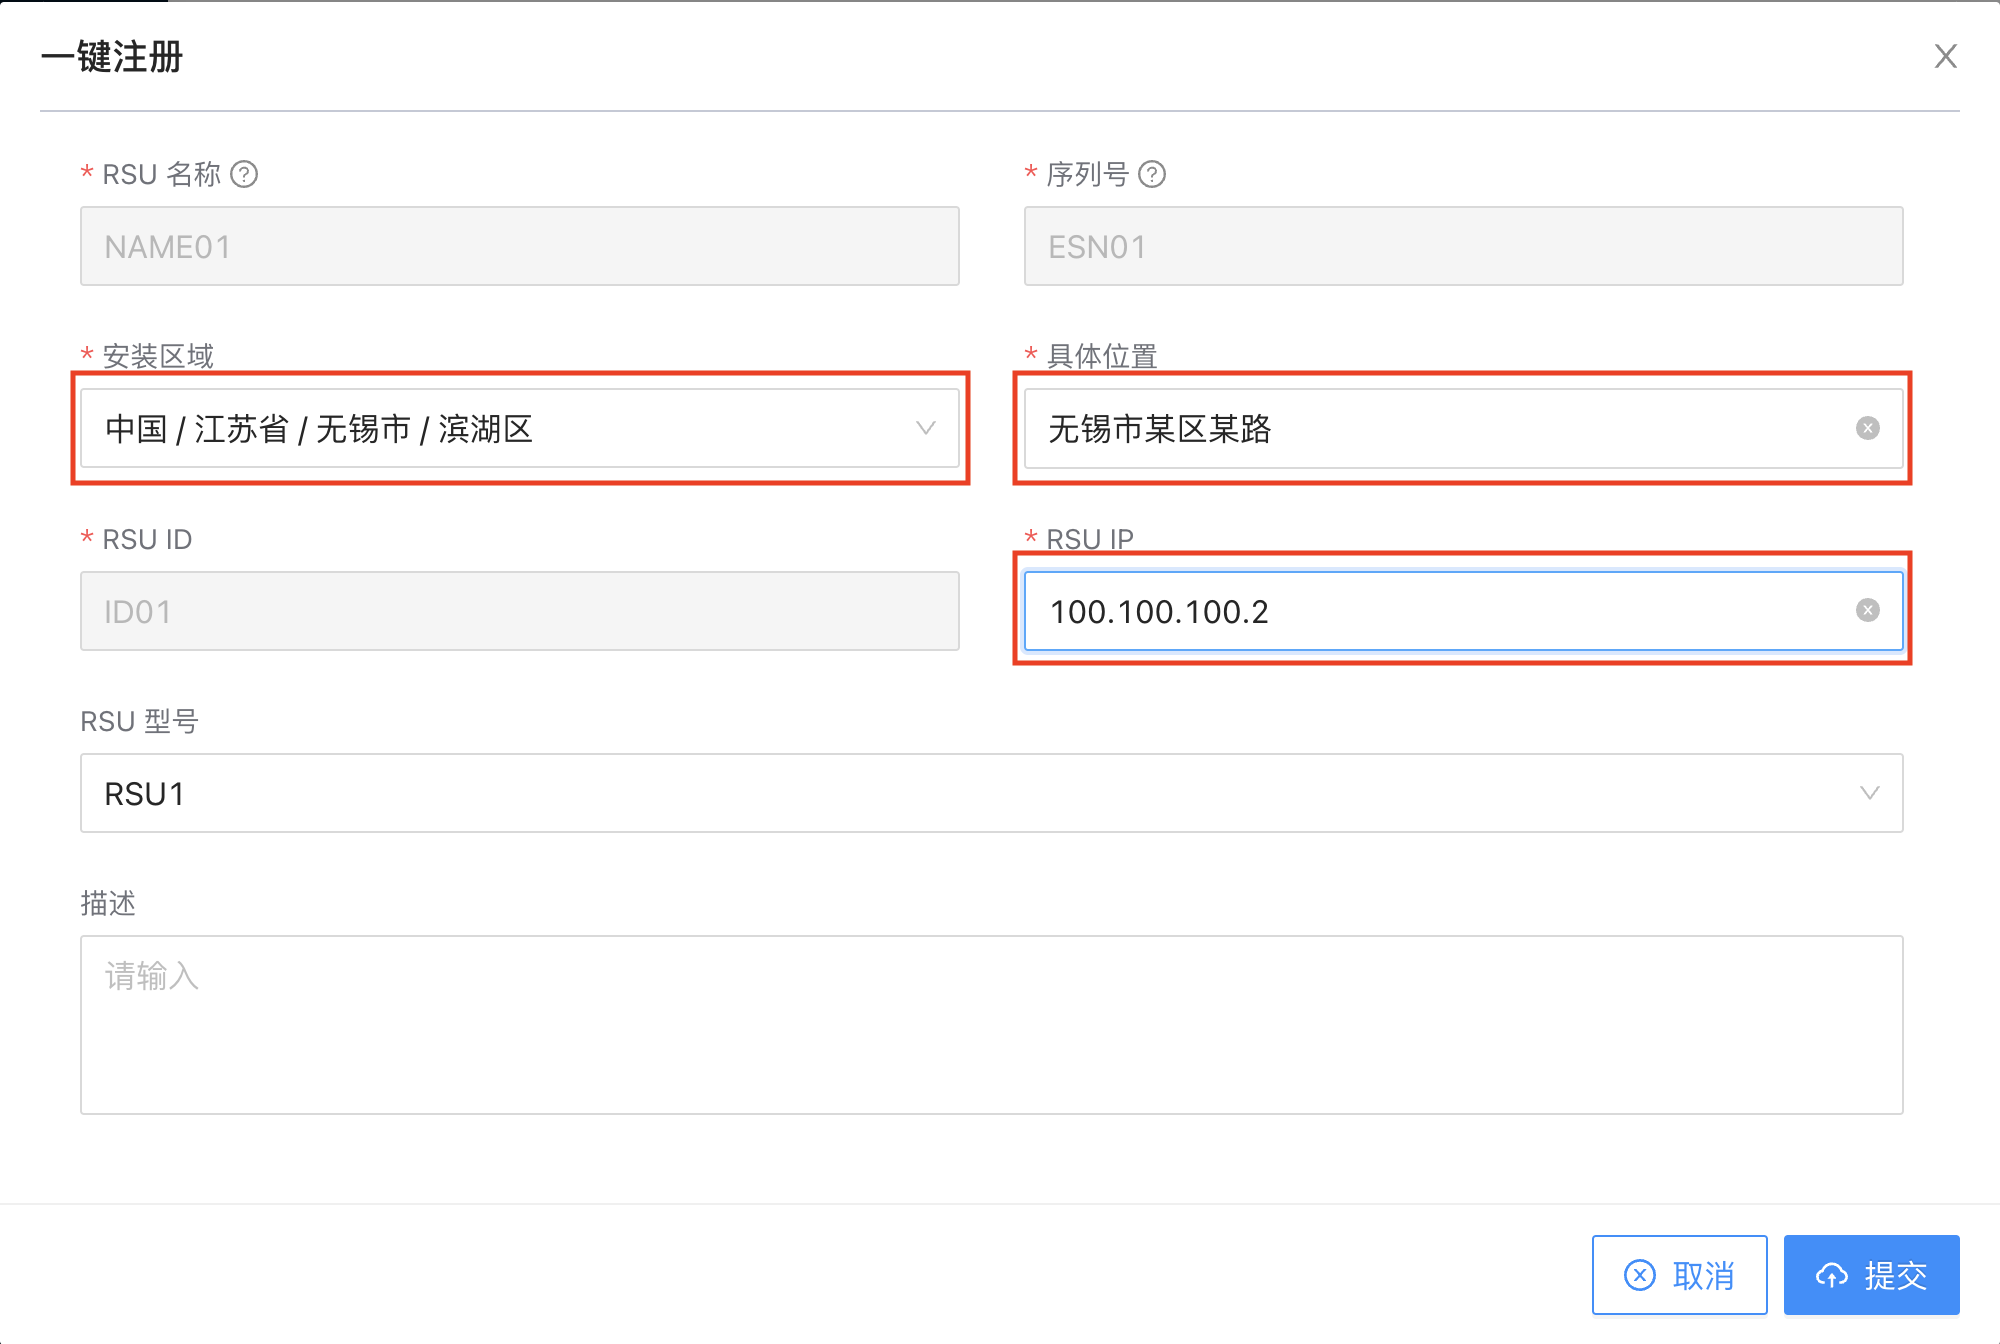 一键注册
* RSU 名称
* 序列号
NAME01
ESN01
* 安装区域
* 具体位置
中国 / 江苏省 / 无锡市 / 滨湖区
无锡市某区某路
* RSU ID
* RSU IP
ID01
100.100.100.2
RSU 型号
RSU1
描述
请输入
取消
提交